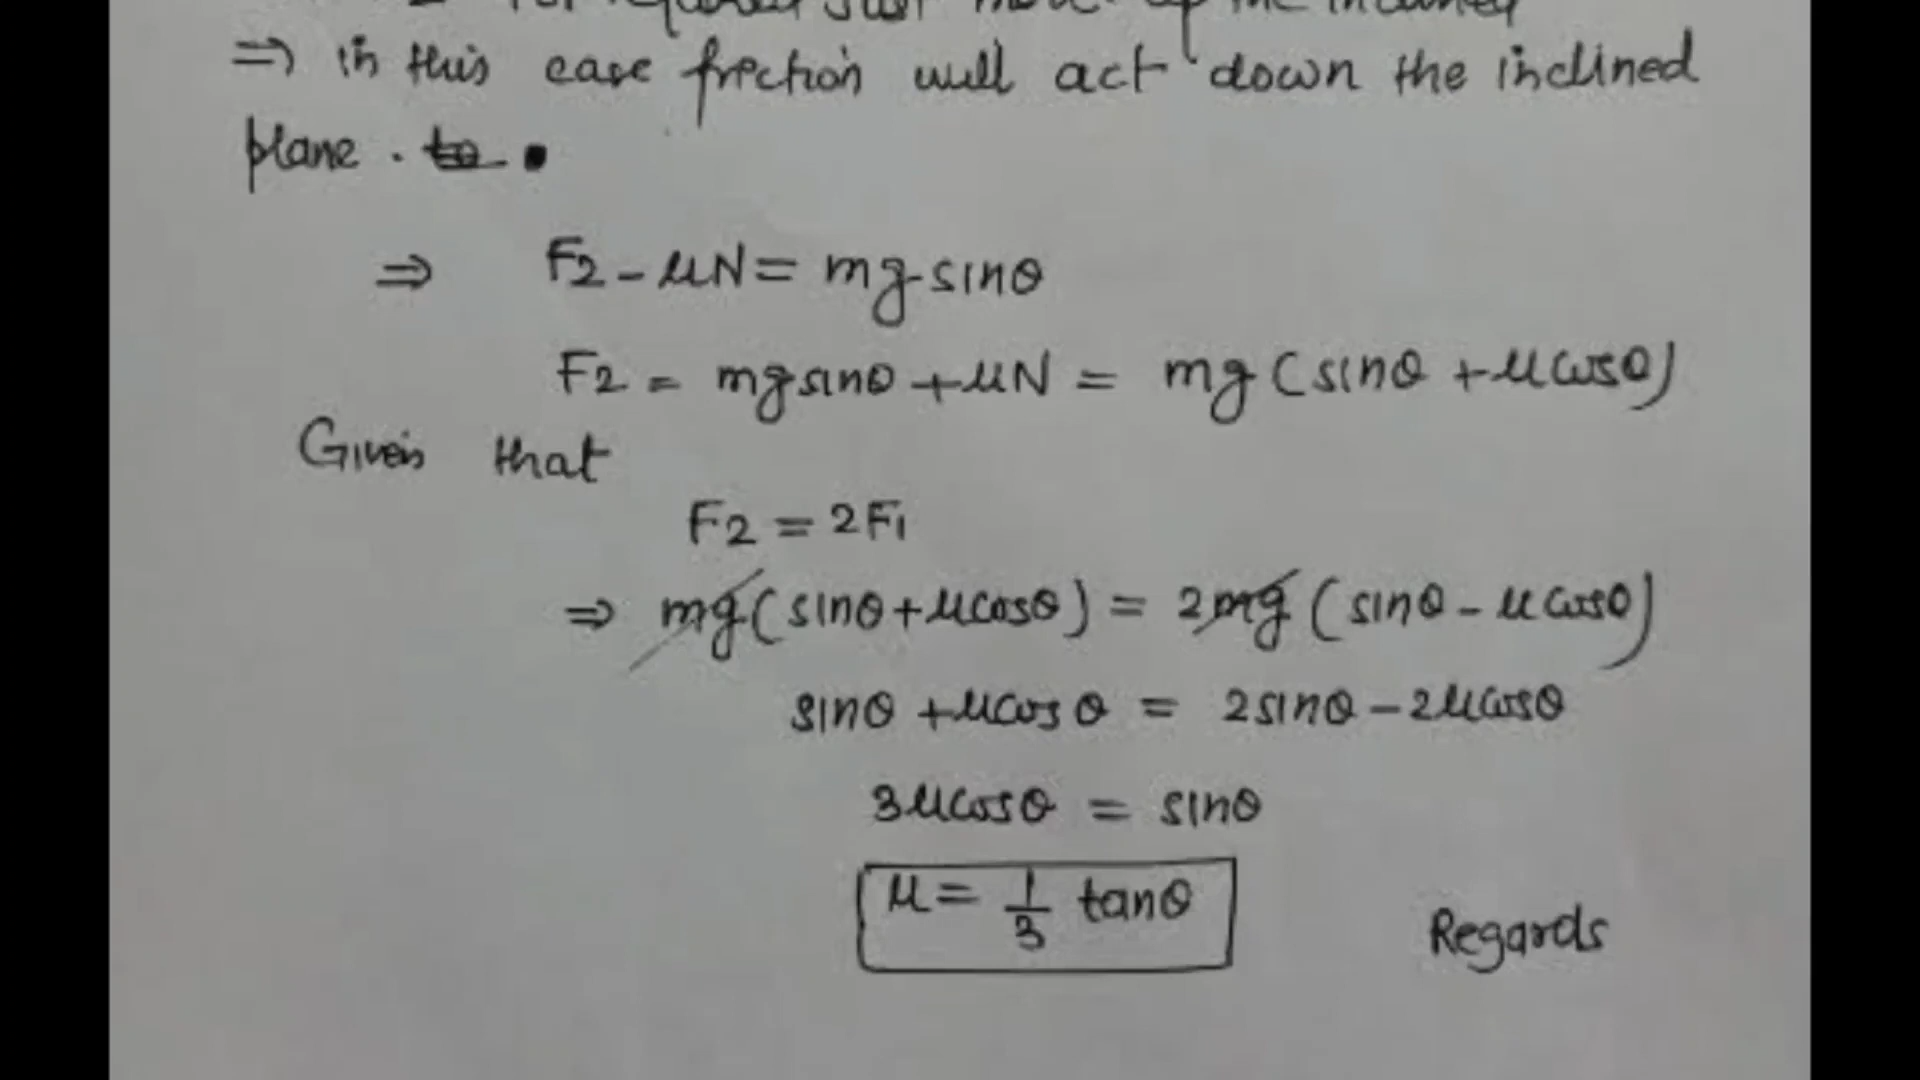 ⇒ in this case friction will act down the inclined
plane .
⇒ F2 - μN = mg sinθ
F2 = mg sinθ + μN = mg (sinθ + μ cosθ)
Given that
F2 = 2F1
⇒ mg (sinθ + μcosθ) = 2mg (sinθ - μ cosθ)
sinθ + μcosθ = 2sinθ - 2μcosθ
3μcosθ = sinθ
μ = 1/3 tanθ
Regards